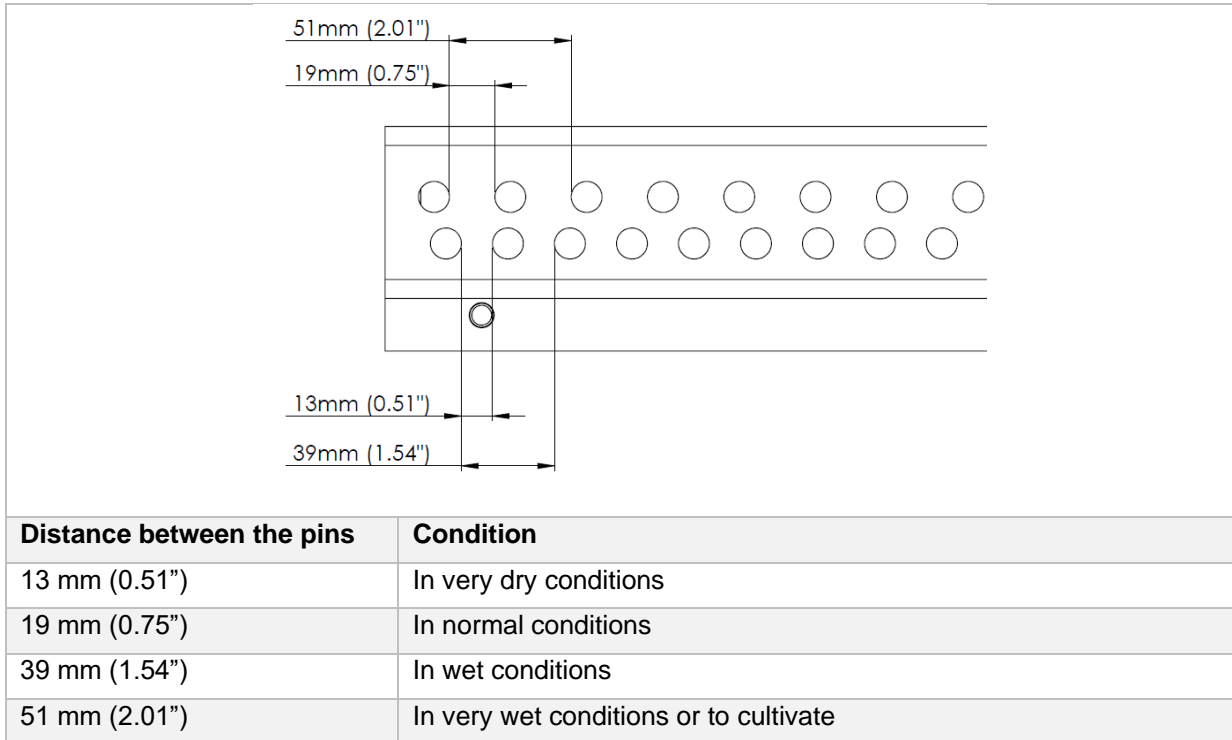 51mm (2.01")
19mm (0.75")
13mm (0.51")
39mm (1.54")
Distance between the pins Condition
13 mm (0.51”) In very dry conditions
19 mm (0.75”) In normal conditions
39 mm (1.54”) In wet conditions
51 mm (2.01”) In very wet conditions or to cultivate